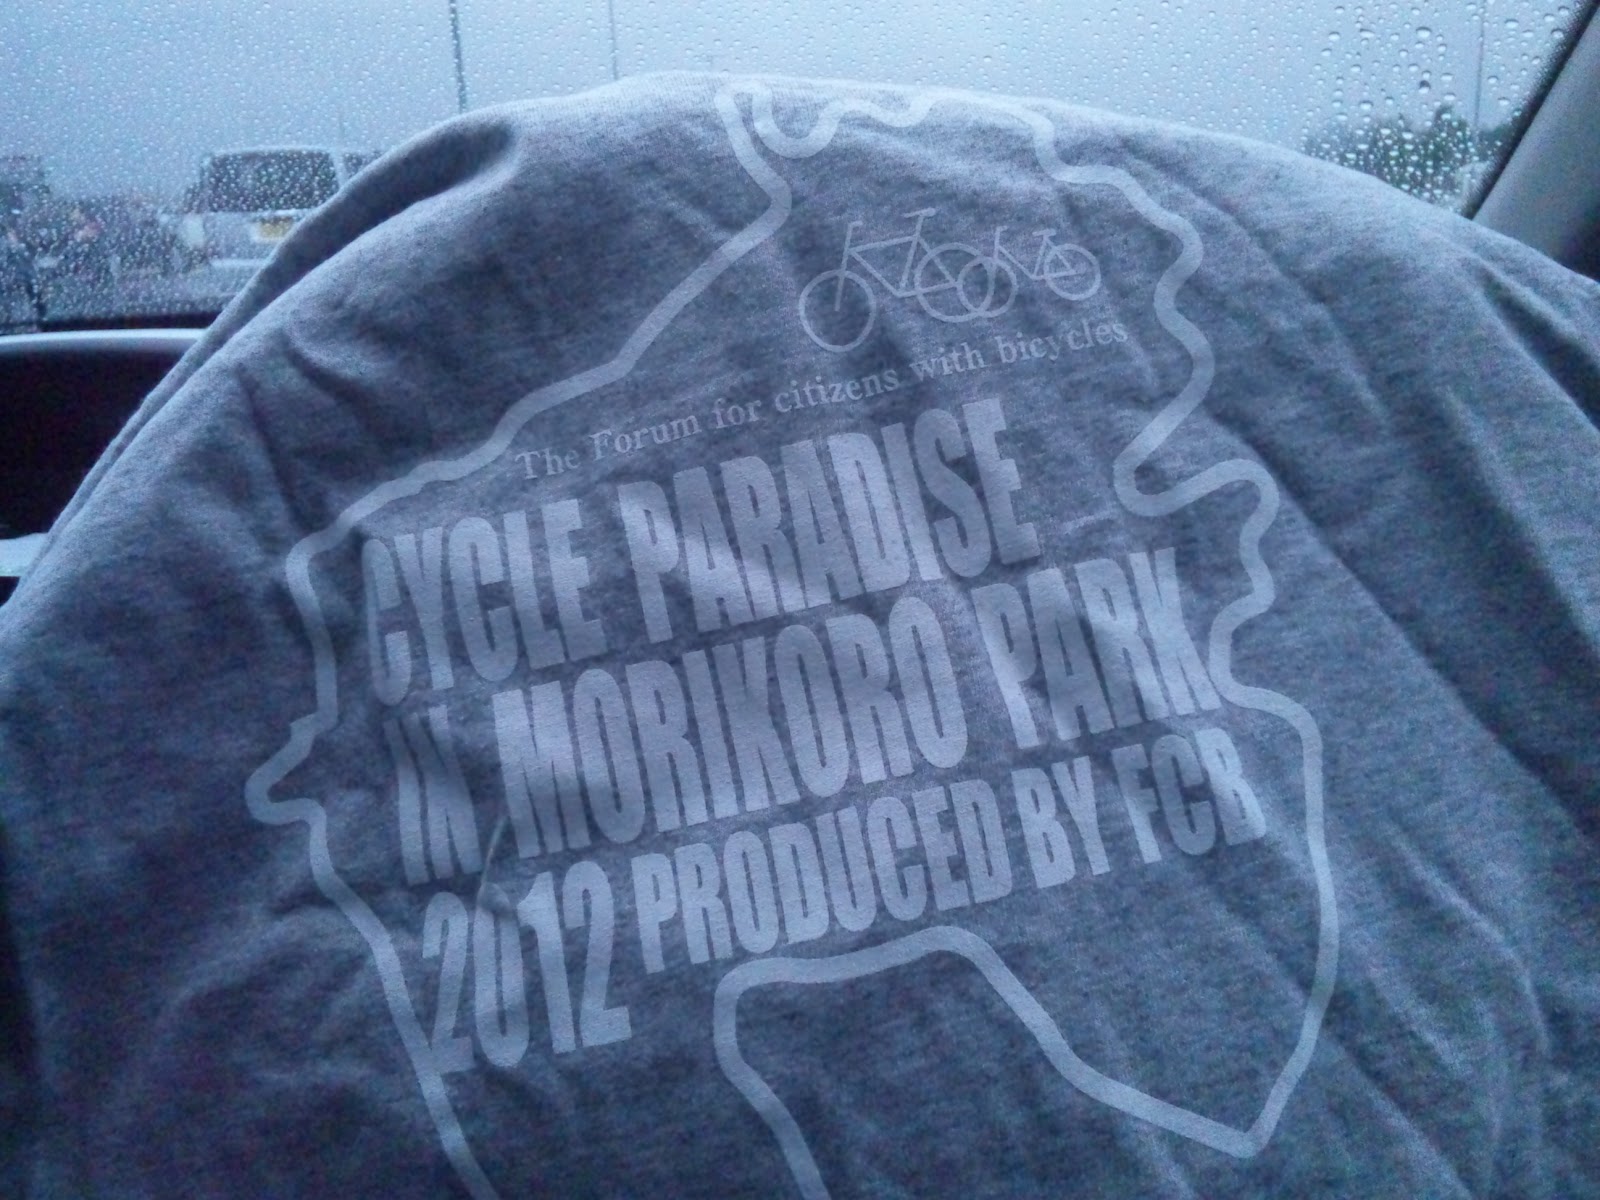 The Forum for citizens with bicycles
CYCLE PARADISE
IN MORIKORO PARK
2012 PRODUCED BY FCB